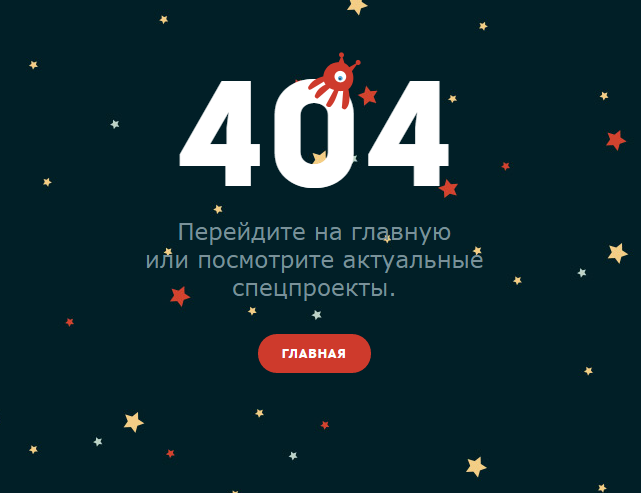 404
Перейдите на главную
или посмотрите актуальные
спецпроекты.
ГЛАВНАЯ